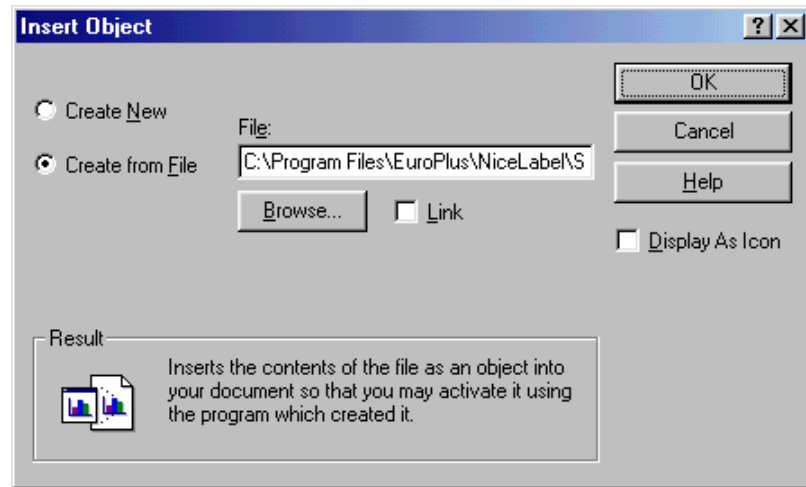 Insert Object
Create New
Create from File
File:
C:\Program Files\EuroPlus\NiceLabel\S
Browse...
Link
OK
Cancel
Help
Display As Icon
Result
Inserts the contents of the file as an object into
your document so that you may activate it using
the program which created it.